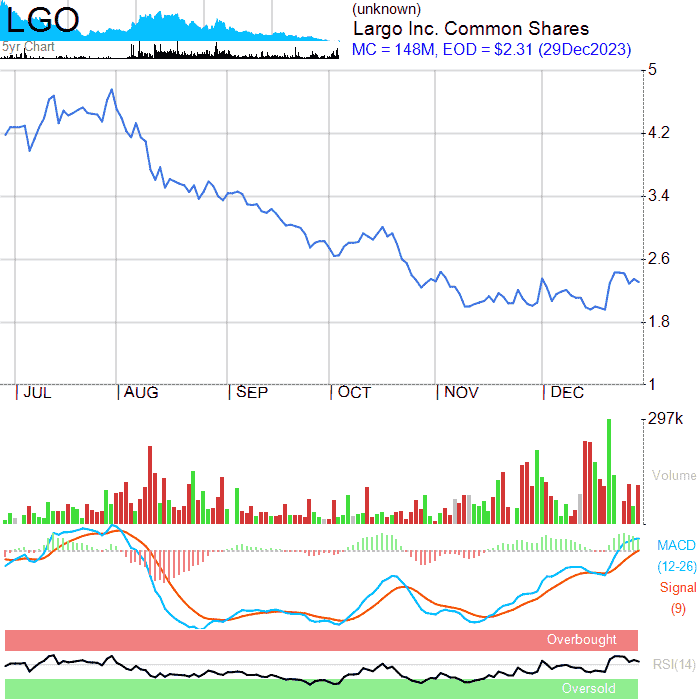 LGO
5yr Chart
(unknown)
Largo Inc. Common Shares
MC = 148M, EOD = $2.31 (29Dec2023)
5
4.2
3.4
2.6
1.8
1
JUL AUG SEP OCT NOV DEC
297k
Volume
MACD
(12-26)
Signal
(9)
Overbought
RSI(14)
Oversold